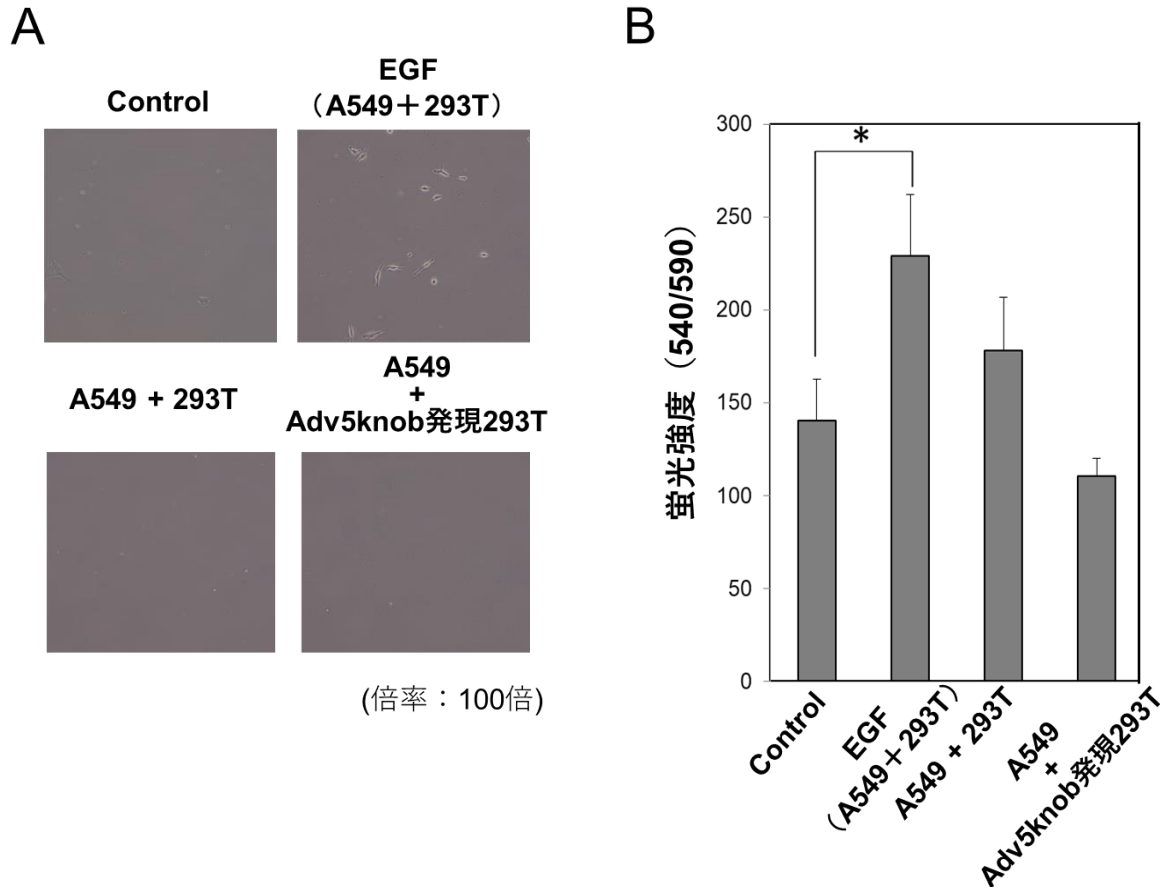 A
Control
EGF
（A549＋293T）
A549 + 293T
A549
+
Adv5knob発現293T
(倍率：100倍)
B
300
250
200
150
100
50
0
蛍光強度（540/590）
*
Control
EGF
（A549＋293T）
A549 + 293T
A549
+
Adv5knob発現293T